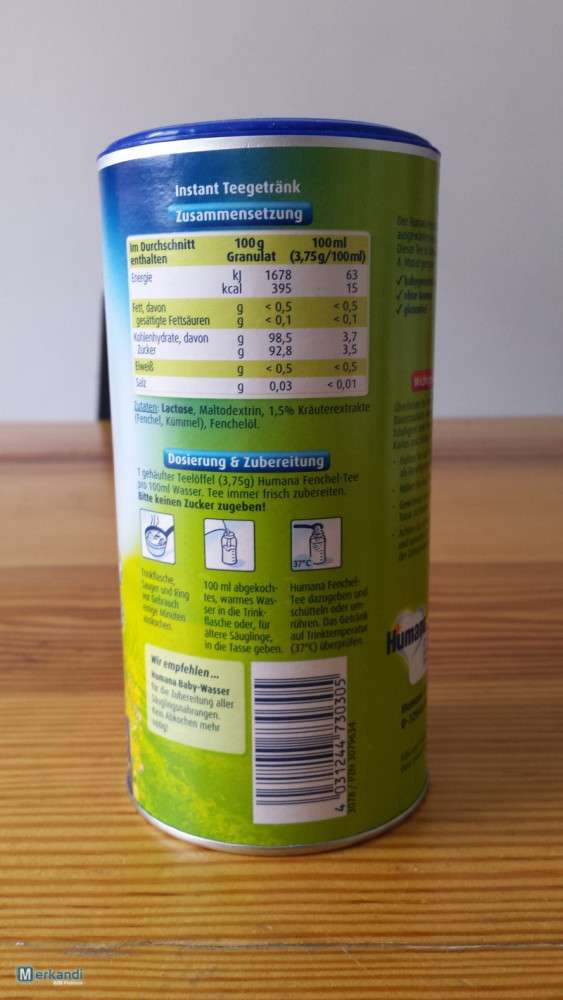 Instant Teegetränk
Zusammensetzung
Im Durchschnitt enthalten 100 g Granulat 100 ml (3,75g/100ml)
Energie kJ 1678 63
kcal 395 15
Fett, davon g < 0,5 < 0,5
gesättigte Fettsäuren g < 0,1 < 0,1
Kohlenhydrate, davon g 98,5 3,7
Zucker g 92,8 3,5
Eiweiß g < 0,5 < 0,5
Salz g 0,03 < 0,01
Zutaten: Lactose, Maltodextrin, 1,5% Kräuterextrakte
(Fenchel, Kümmel), Fenchelöl.
Dosierung & Zubereitung
1 gehäufter Teelöffel (3,75g) Humana Fenchel-Tee
pro 100ml Wasser. Tee immer frisch zubereiten.
Bitte keinen Zucker zugeben!
37°C
Trinkflasche,
Sauger und Ring
vor Gebrauch
einige Minuten
auskochen.
100 ml abgekoch-
tes, warmes Was-
ser in die Trink-
flasche oder, für
ältere Säuglinge,
in die Tasse geben.
Humana Fenchel-
Tee dazugeben und
schütteln oder um-
rühren. Das Getränk
auf Trinktemperatur
(37°C) überprüfen.
Wir empfehlen...
Humana Baby-Wasser
für die Zubereitung aller
Säuglingsnahrungen.
Kein Abkochen mehr
nötig!
4 031244 730305
Merkandi